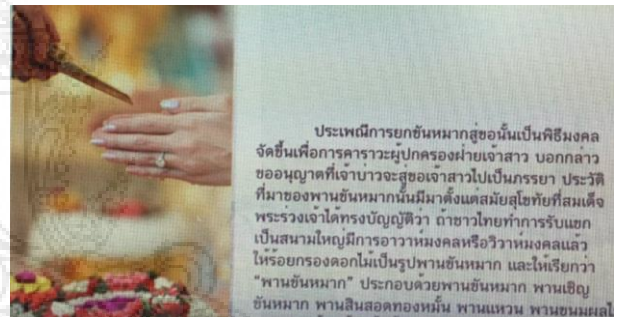 ประเพณีการยกขันหมากสู่ขอนั้นเป็นพิธีมงคล
จัดขึ้นเพื่อการคาราวะผู้ปกครองฝ่ายเจ้าสาว บอกกล่าว
ขออนุญาตที่เจ้าบ่าวจะสู่ขอเจ้าสาวไปเป็นภรรยา ประวัติ
ที่มาของพานขันหมากนั้นมีมาตั้งแต่สมัยสุโขทัยที่สมเด็จ
พระร่วงเจ้าได้ทรงบัญญัติว่า ถ้าชาวไทยทำการรับแขก
เป็นสนามใหญ่มีการอาวาห์มงคลหรือวิวาห์มงคลแล้ว
ให้ร้อยกรองดอกไม้เป็นรูปพานขันหมาก และให้เรียกว่า
"พานขันหมาก" ประกอบด้วยพานขันหมาก พานเชิญ
ขันหมาก พานสินสอดทองหมั้น พานแหวน พานขนมผลไ